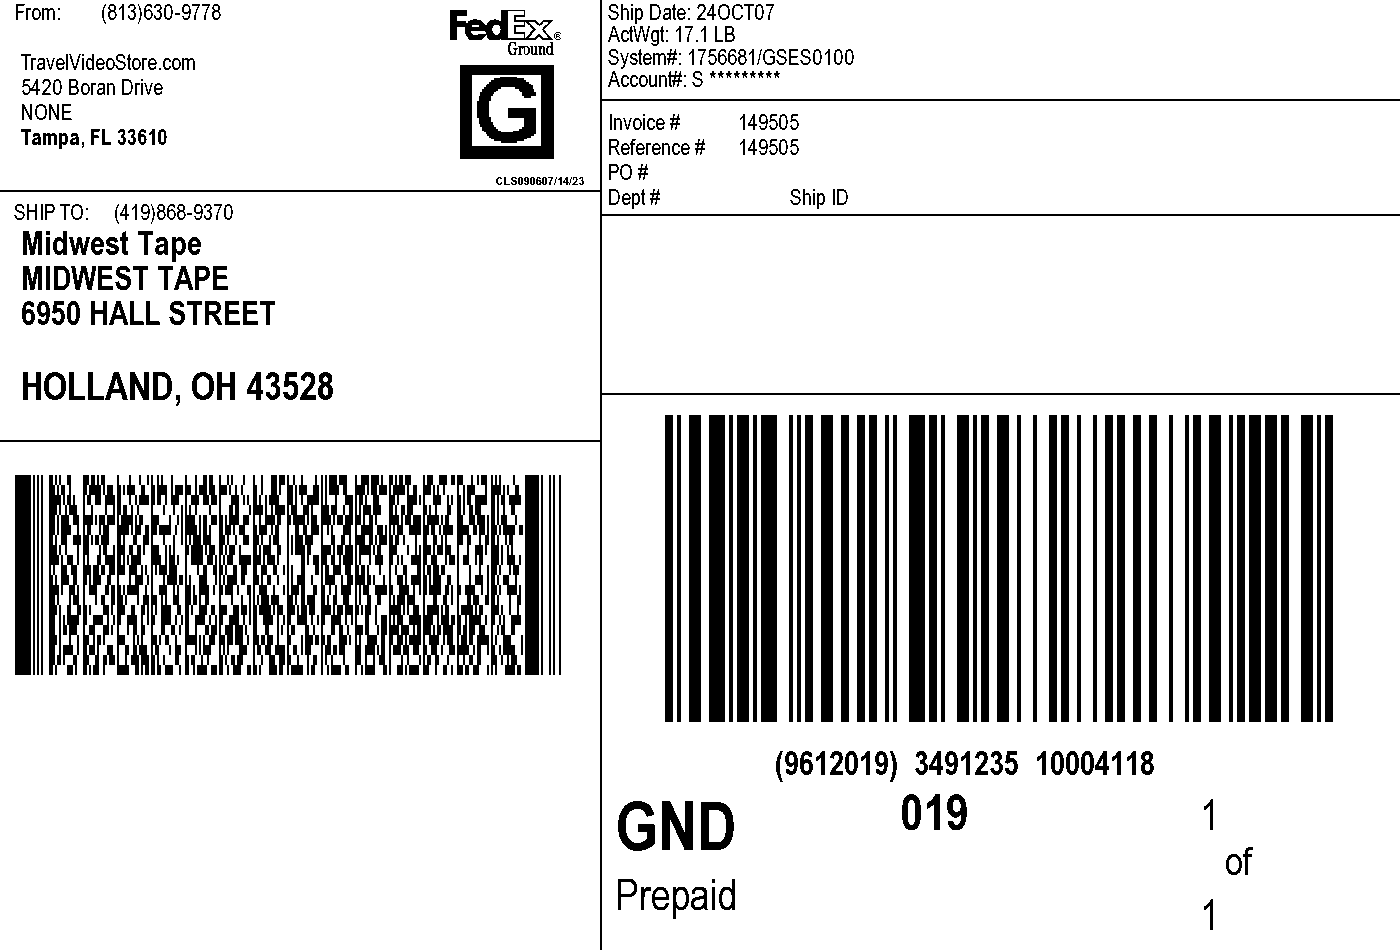 From: (813)630-9778
TravelVideoStore.com
5420 Boran Drive
NONE
Tampa, FL 33610
FedEx®
Ground
G
CLS090607/14/23
Ship Date: 24OCT07
ActWgt: 17.1 LB
System#: 1756681/GSES0100
Account#: S *********
Invoice # 149505
Reference # 149505
PO #
Dept # Ship ID
SHIP TO: (419)868-9370
Midwest Tape
MIDWEST TAPE
6950 HALL STREET
HOLLAND, OH 43528
(9612019) 3491235 10004118
GND
Prepaid
019
1
of
1